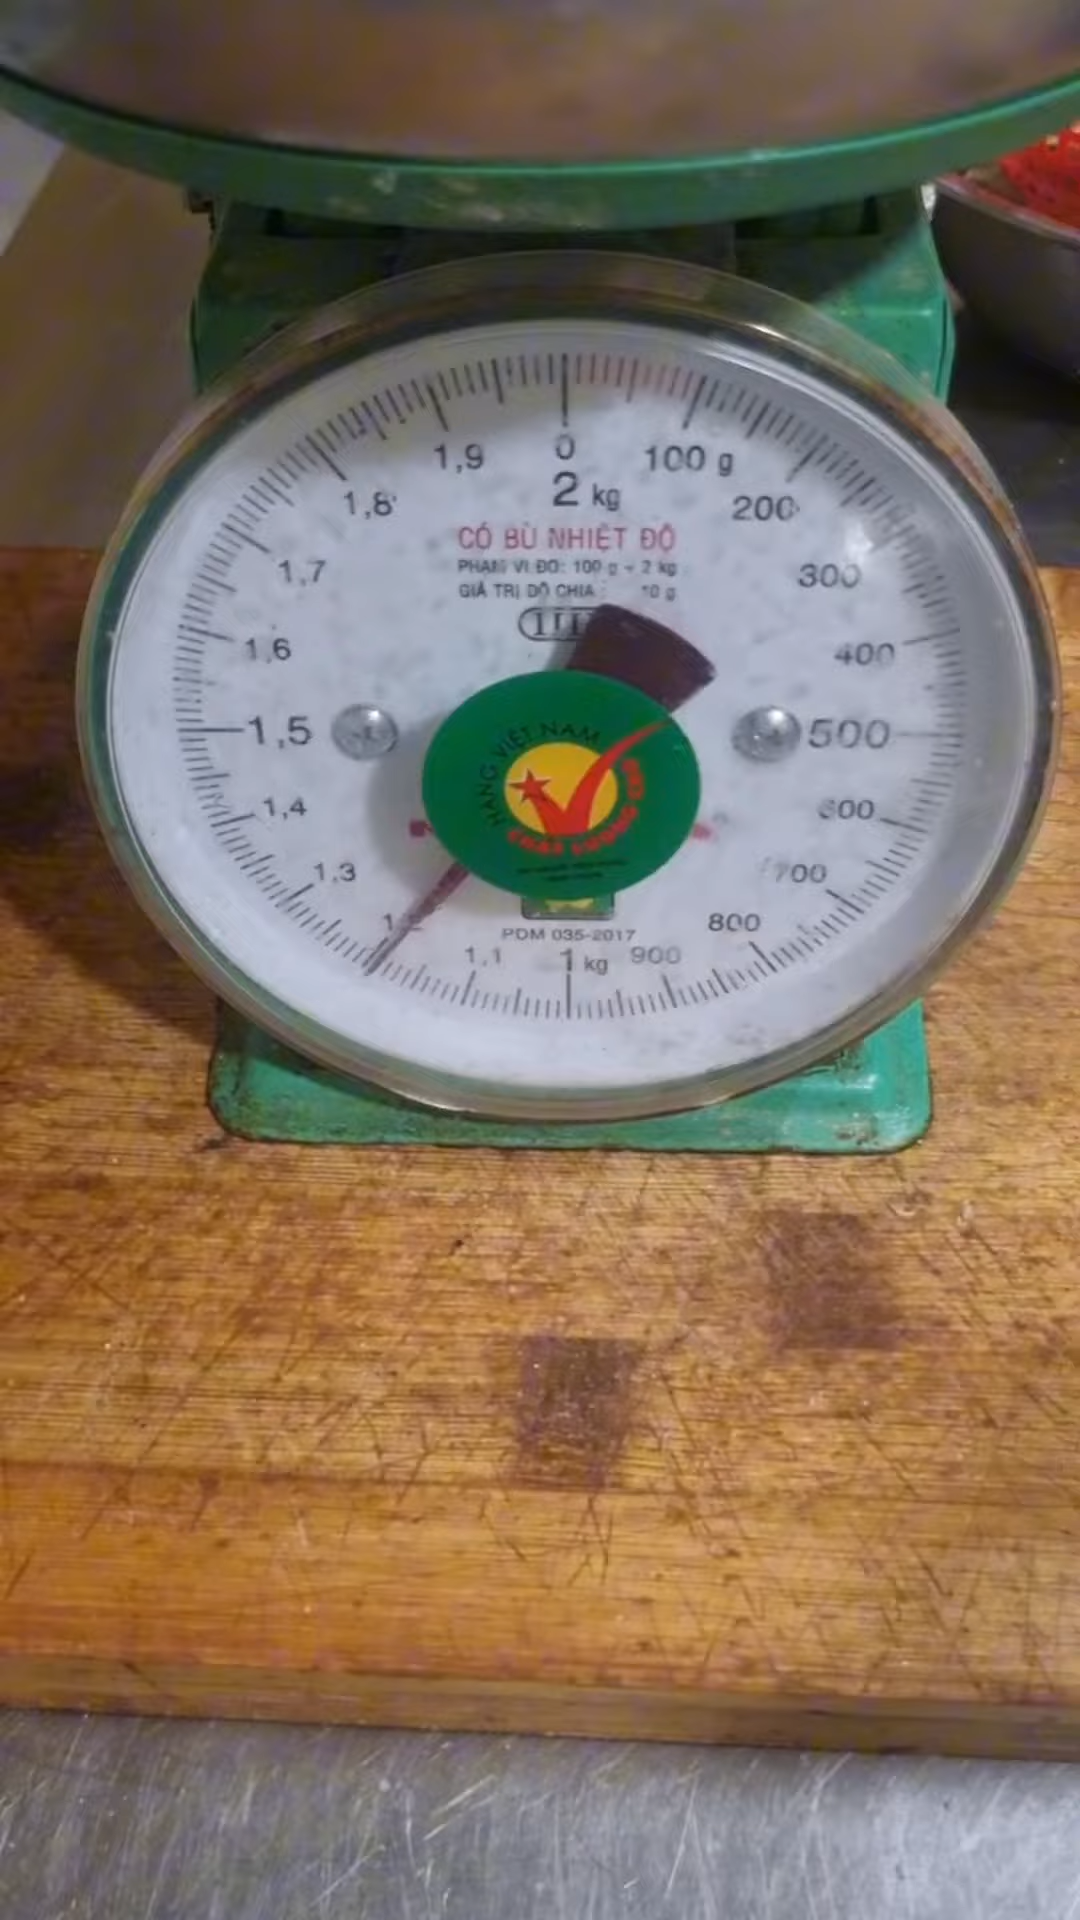 0
1,9
100 g
2 kg
1,8
200
CÓ BÙ NHIỆT ĐỘ
PHẠM VI ĐO: 100 g ÷ 2 kg
GIÁ TRỊ ĐỘ CHIA : 10 g
1,7
300
1,6
400
1,5
500
HÀNG VIỆT NAM
CHẤT LƯỢNG CAO
1,4
600
1,3
700
800
PDM 035-2017
1,1
1 kg
900